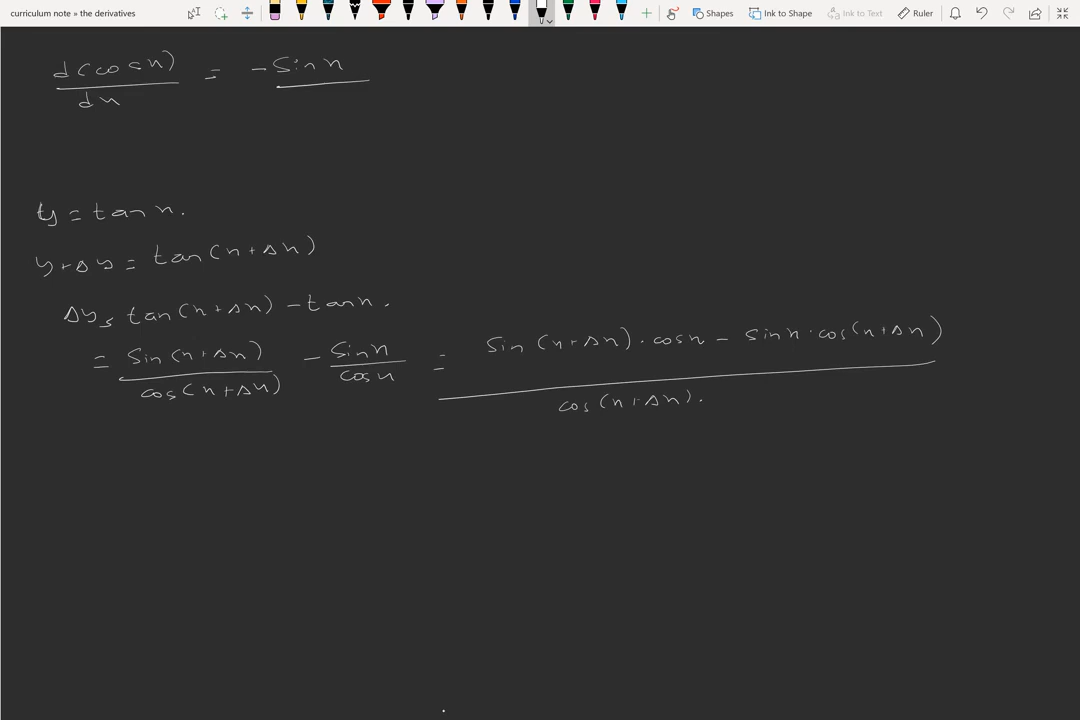 curriculum note » the derivatives
Shapes Ink to Shape Ink to Text Ruler
d(cos x)/dx = - sin x
y = tan x.
y + Δy = tan(x + Δx)
Δy = tan(x + Δx) - tan x.
= sin(x + Δx)/cos(x + Δx) - sin x/cos x = sin(x + Δx) · cos x - sin x · cos(x + Δx)/cos(x + Δx).